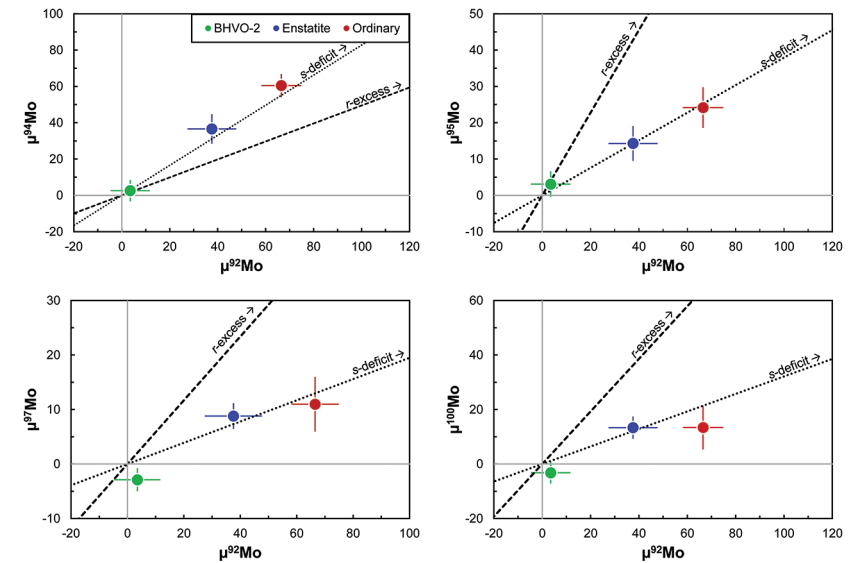 BHVO-2 Enstatite Ordinary
100
80
60
40
20
0
-20
μ⁹⁴Mo
s-deficit →
r-excess →
-20 0 20 40 60 80 100 120
μ⁹²Mo
50
40
30
20
10
0
-10
μ⁹⁵Mo
r-excess →
s-deficit →
-20 0 20 40 60 80 100 120
μ⁹²Mo
30
20
10
0
-10
μ⁹⁷Mo
r-excess →
s-deficit →
-20 0 20 40 60 80 100
μ⁹²Mo
60
40
20
0
-20
μ¹⁰⁰Mo
r-excess →
s-deficit →
-20 0 20 40 60 80 100 120
μ⁹²Mo